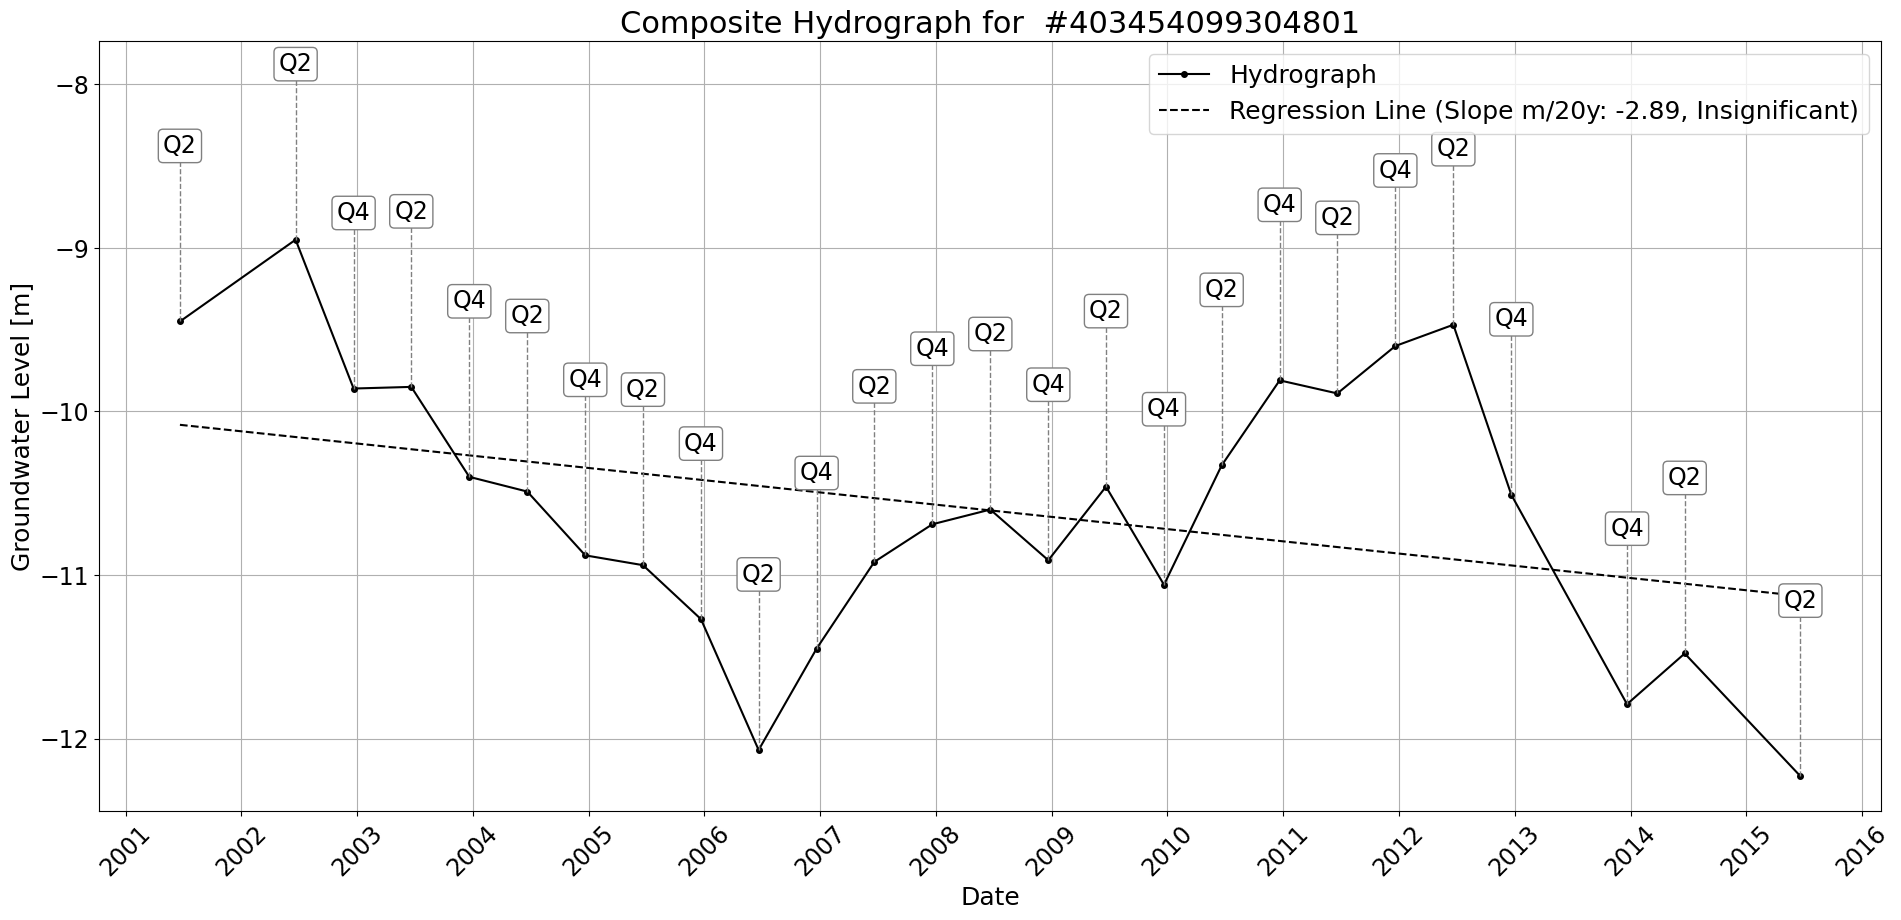 Composite Hydrograph for  #403454099304801
Hydrograph
Regression Line (Slope m/20y: -2.89, Insignificant)
Groundwater Level [m]
−8
−9
−10
−11
−12
Q2
Q2
Q4
Q2
Q4
Q2
Q4
Q2
Q4
Q2
Q4
Q2
Q4
Q2
Q4
Q2
Q4
Q2
Q4
Q2
Q4
Q2
Q4
Q4
Q2
Q2
2001
2002
2003
2004
2005
2006
2007
2008
2009
2010
2011
2012
2013
2014
2015
2016
Date